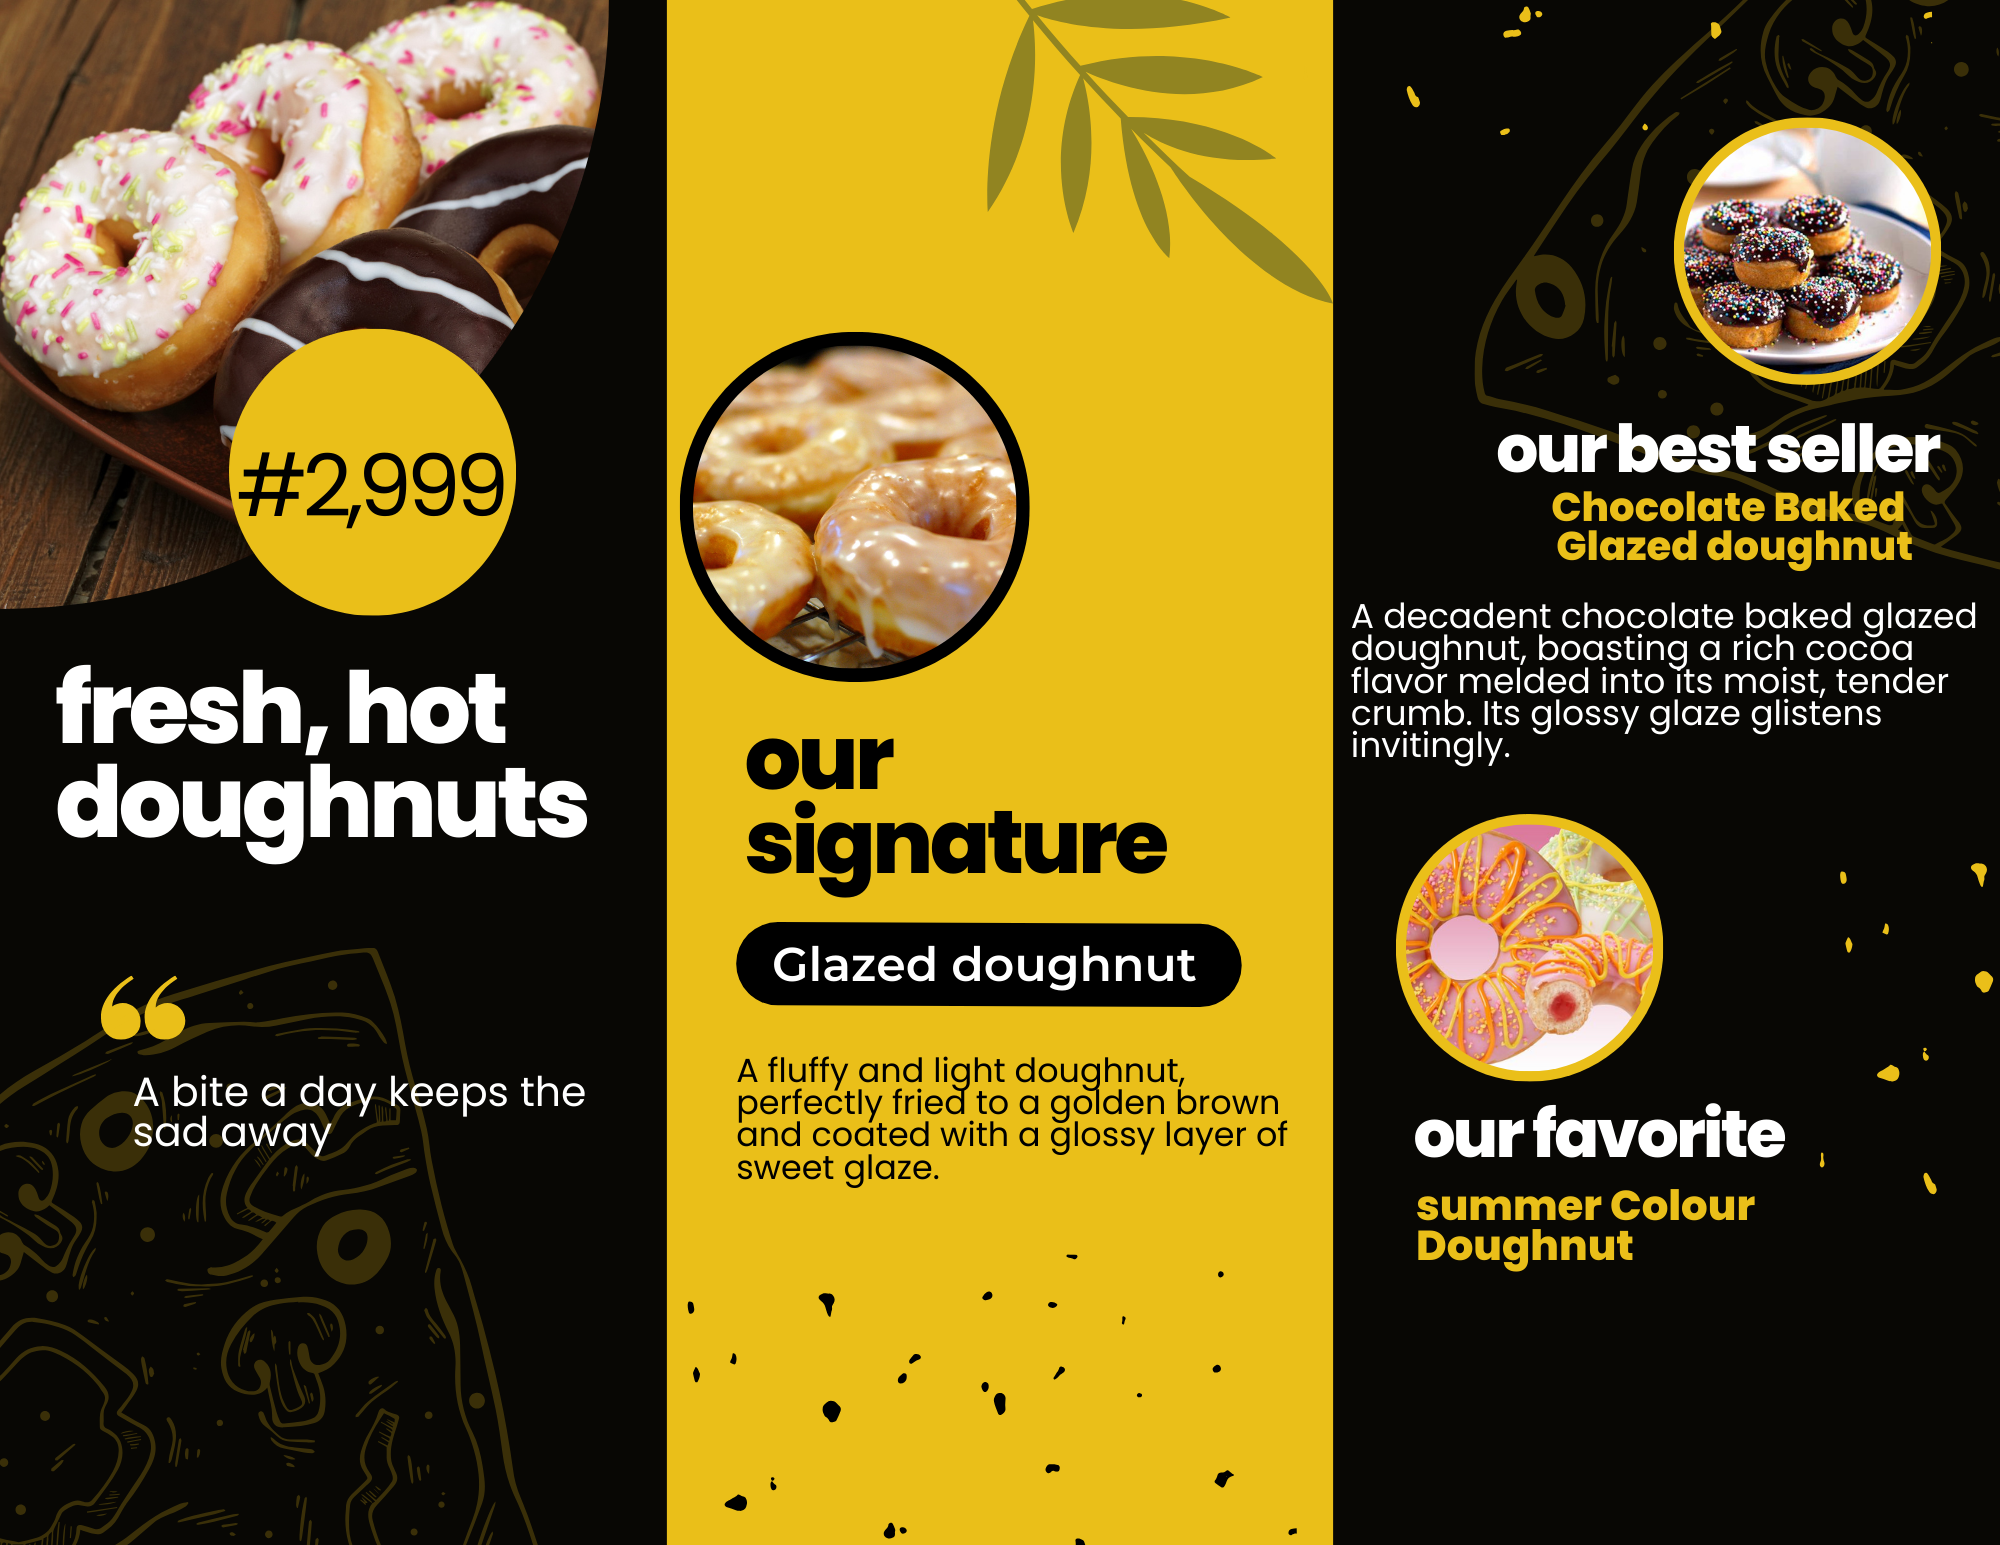 #2,999
fresh, hot
doughnuts
“
A bite a day keeps the
sad away
our
signature
Glazed doughnut
A fluffy and light doughnut,
perfectly fried to a golden brown
and coated with a glossy layer of
sweet glaze.
our best seller
Chocolate Baked
Glazed doughnut
A decadent chocolate baked glazed
doughnut, boasting a rich cocoa
flavor melded into its moist, tender
crumb. Its glossy glaze glistens
invitingly.
our favorite
summer Colour
Doughnut